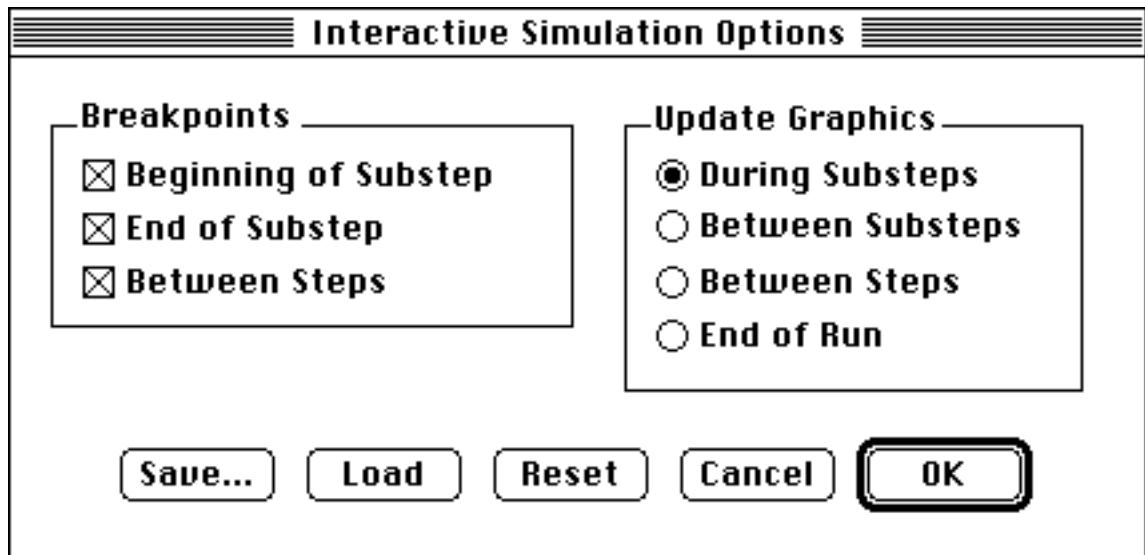 Interactive Simulation Options
Breakpoints
Beginning of Substep
End of Substep
Between Steps
Update Graphics
During Substeps
Between Substeps
Between Steps
End of Run
Save...
Load
Reset
Cancel
OK